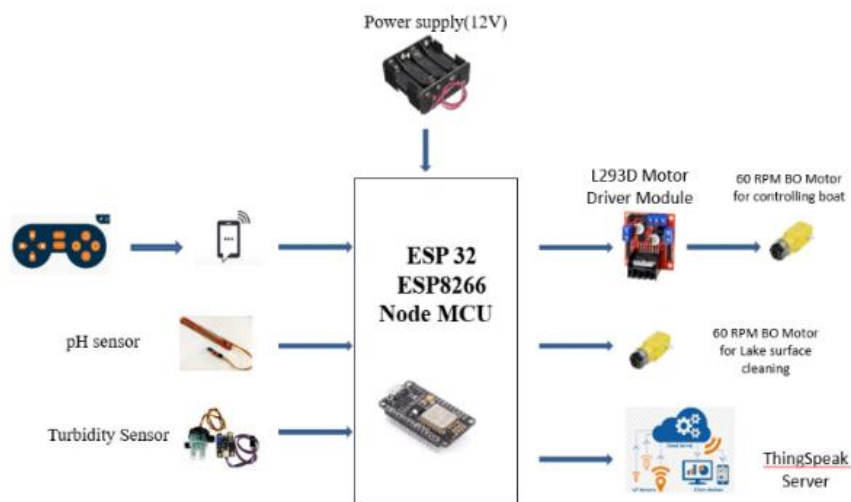 Power supply(12V)
L293D Motor
Driver Module
60 RPM BO Motor
for controlling boat
ESP 32
ESP8266
Node MCU
pH sensor
60 RPM BO Motor
for Lake surface
cleaning
Turbidity Sensor
ThingSpeak
Server